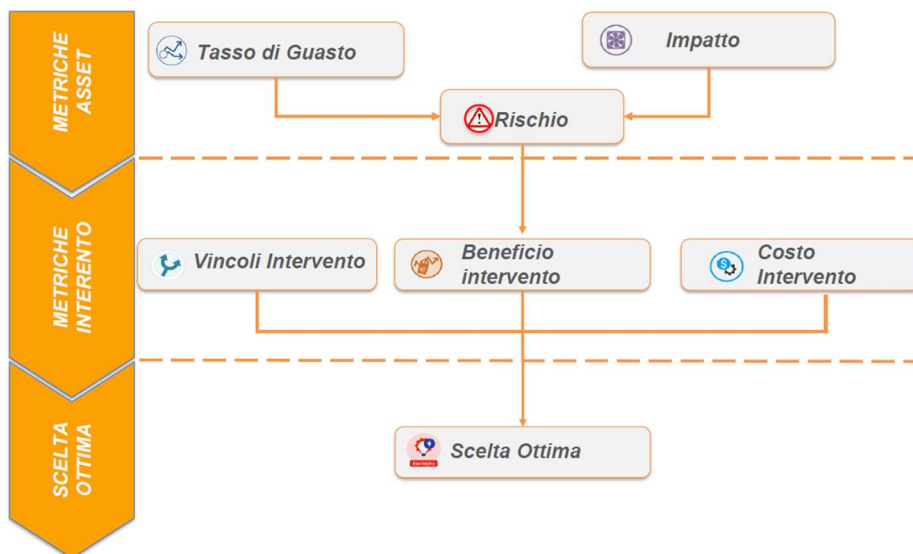 METRICHE
ASSET
Tasso di Guasto
Impatto
Rischio
METRICHE
INTERENTO
Vincoli Intervento
Beneficio
intervento
Costo
Intervento
SCELTA
OTTIMA
Scelta Ottima